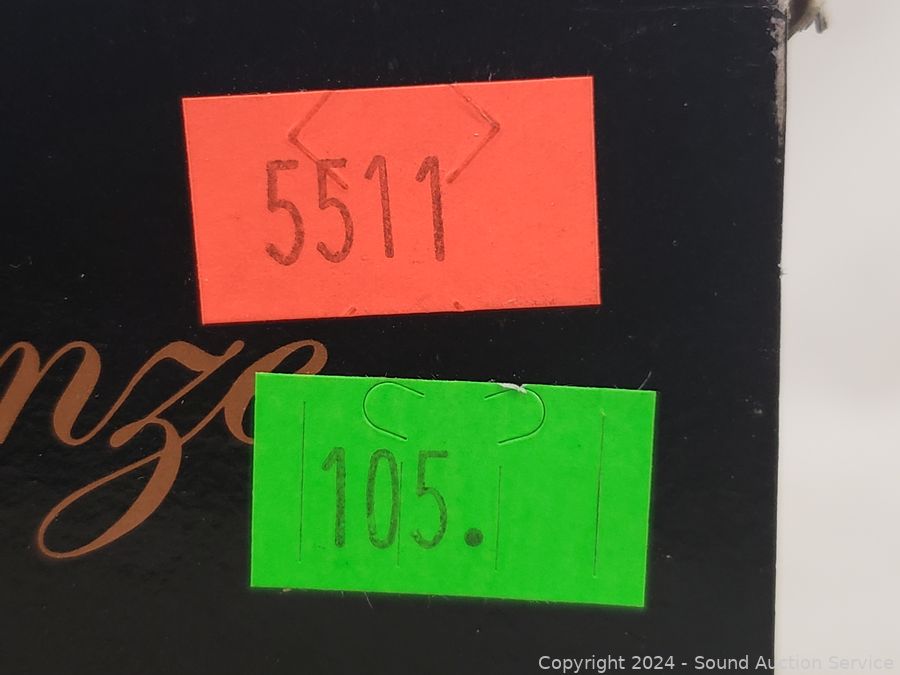 5511
nze
105.
Copyright 2024 - Sound Auction Service